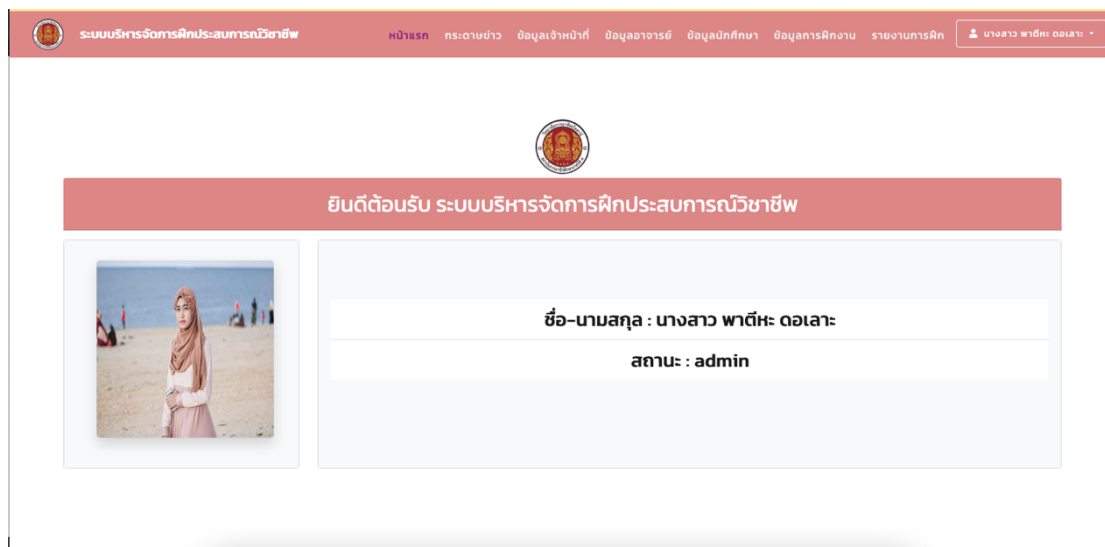 ระบบบริหารจัดการฝึกประสบการณ์วิชาชีพ หน้าแรก กระดาษข่าว ข้อมูลเจ้าหน้าที่ ข้อมูลอาจารย์ ข้อมูลนักศึกษา ข้อมูลการฝึกงาน รายงานการฝึก นางสาว พาตีหะ ดอเลาะ
ยินดีต้อนรับ ระบบบริหารจัดการฝึกประสบการณ์วิชาชีพ
ชื่อ-นามสกุล : นางสาว พาตีหะ ดอเลาะ
สถานะ : admin